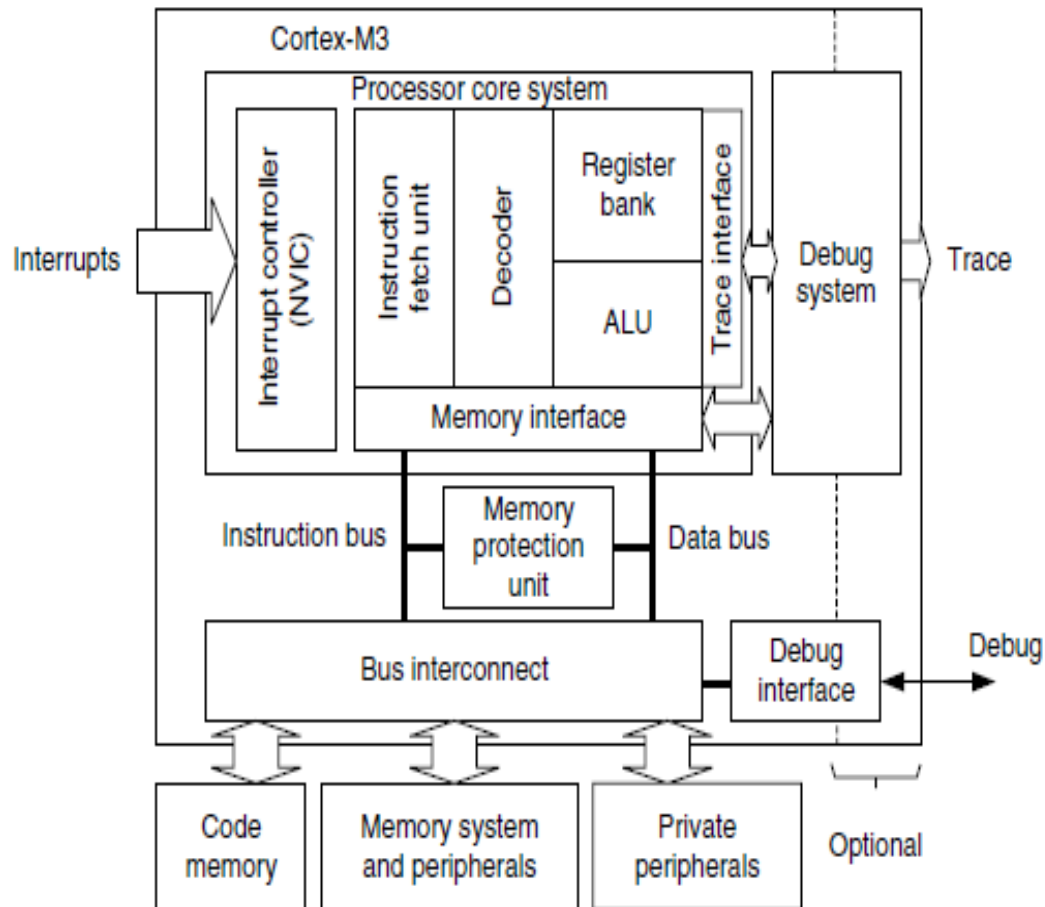 Cortex-M3
Processor core system
Interrupts
Interrupt controller
(NVIC)
Instruction
fetch unit
Decoder
Register
bank
ALU
Trace interface
Debug
system
Trace
Memory interface
Instruction bus
Memory
protection
unit
Data bus
Bus interconnect
Debug
interface
Debug
Code
memory
Memory system
and peripherals
Private
peripherals
Optional